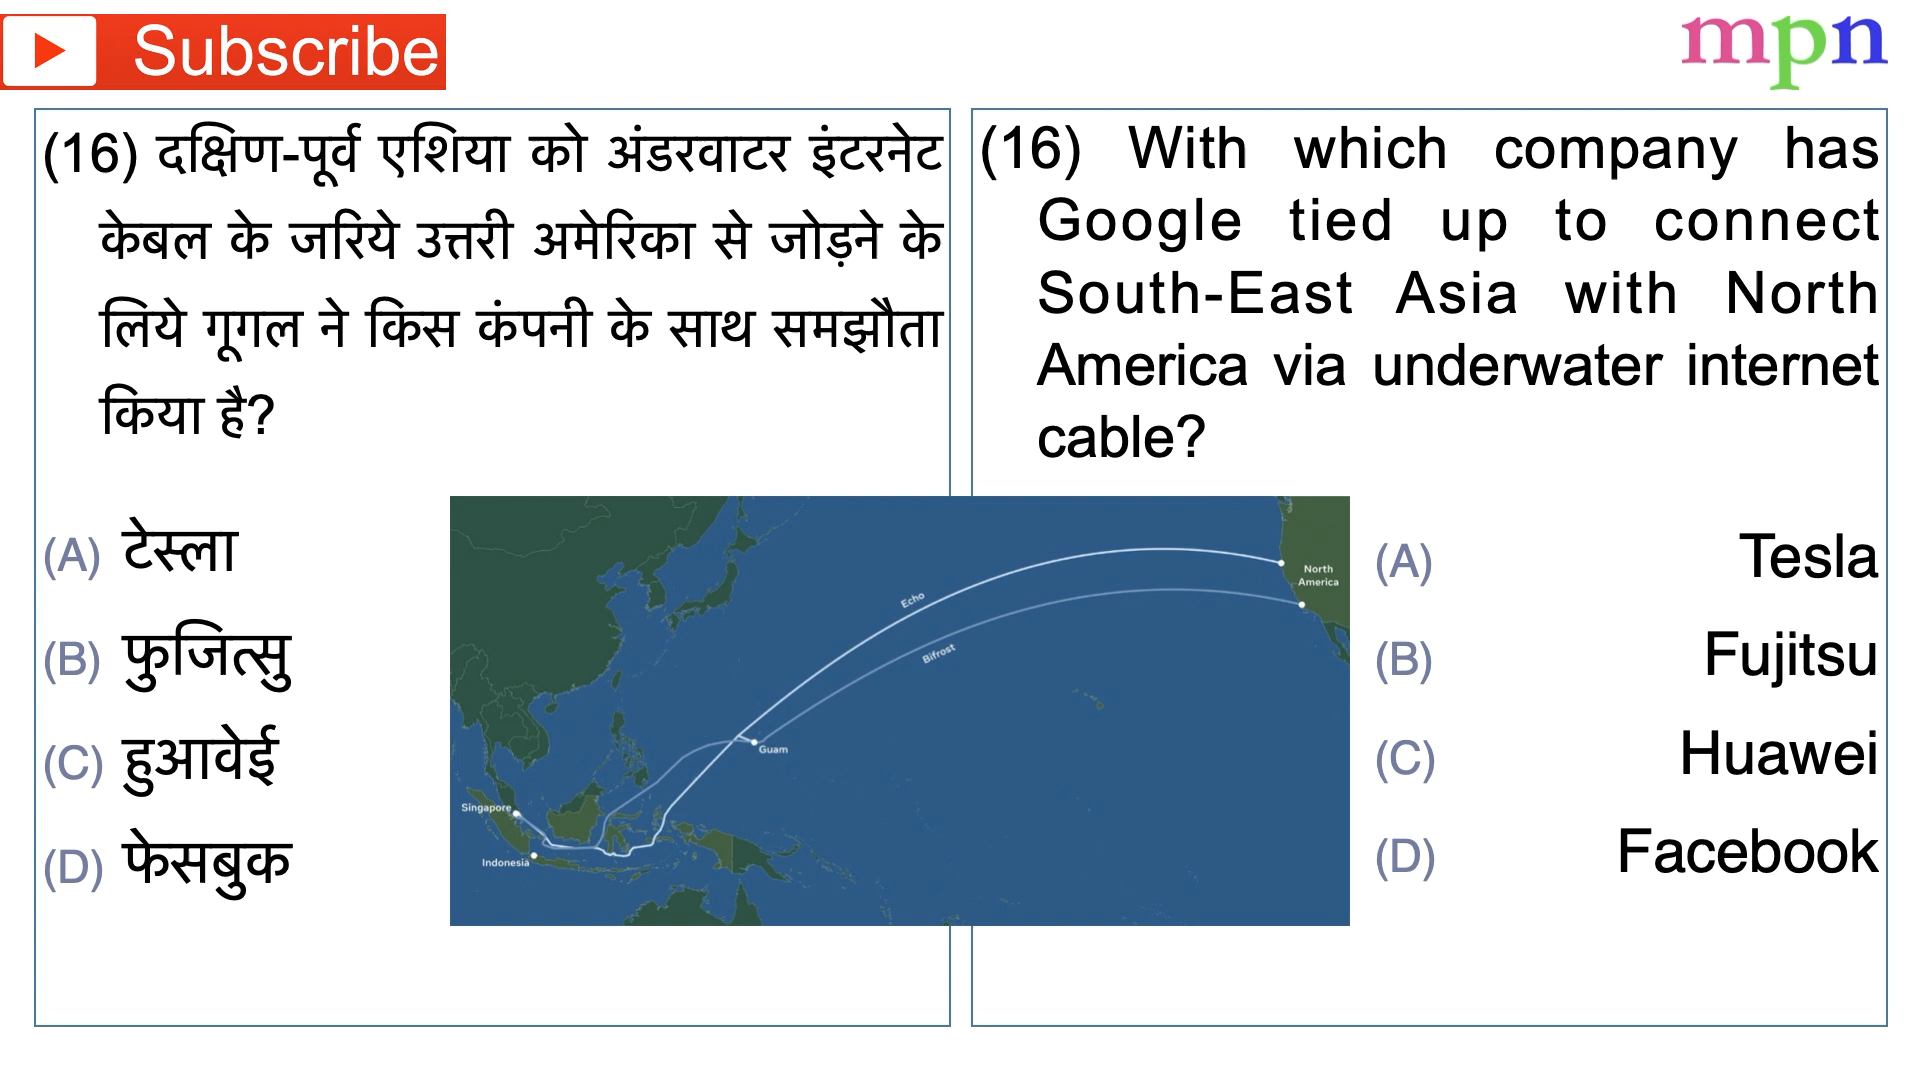 Subscribe
mpn
(16) दक्षिण-पूर्व एशिया को अंडरवाटर इंटरनेट
केबल के जरिये उत्तरी अमेरिका से जोड़ने के
लिये गूगल ने किस कंपनी के साथ समझौता
किया है?
(A) टेस्ला
(B) फुजित्सु
(C) हुआवेई
(D) फेसबुक
(16) With which company has
Google tied up to connect
South-East Asia with North
America via underwater internet
cable?
(A) Tesla
(B) Fujitsu
(C) Huawei
(D) Facebook
North
America
Echo
Bifrost
Guam
Singapore
Indonesia